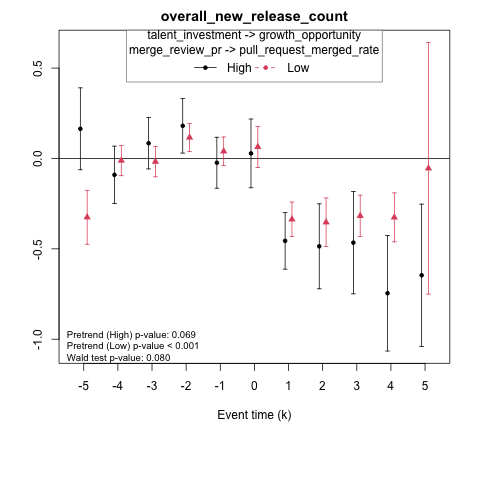 overall_new_release_count
talent_investment -> growth_opportunity
merge_review_pr -> pull_request_merged_rate
High Low
0.5
0.0
-0.5
-1.0
Pretrend (High) p-value: 0.069
Pretrend (Low) p-value < 0.001
Wald test p-value: 0.080
-5 -4 -3 -2 -1 0 1 2 3 4 5
Event time (k)